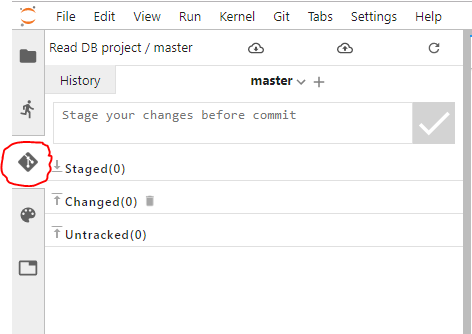 File Edit View Run Kernel Git Tabs Settings Help
Read DB project / master
History master
Stage your changes before commit
Staged(0)
Changed(0)
Untracked(0)